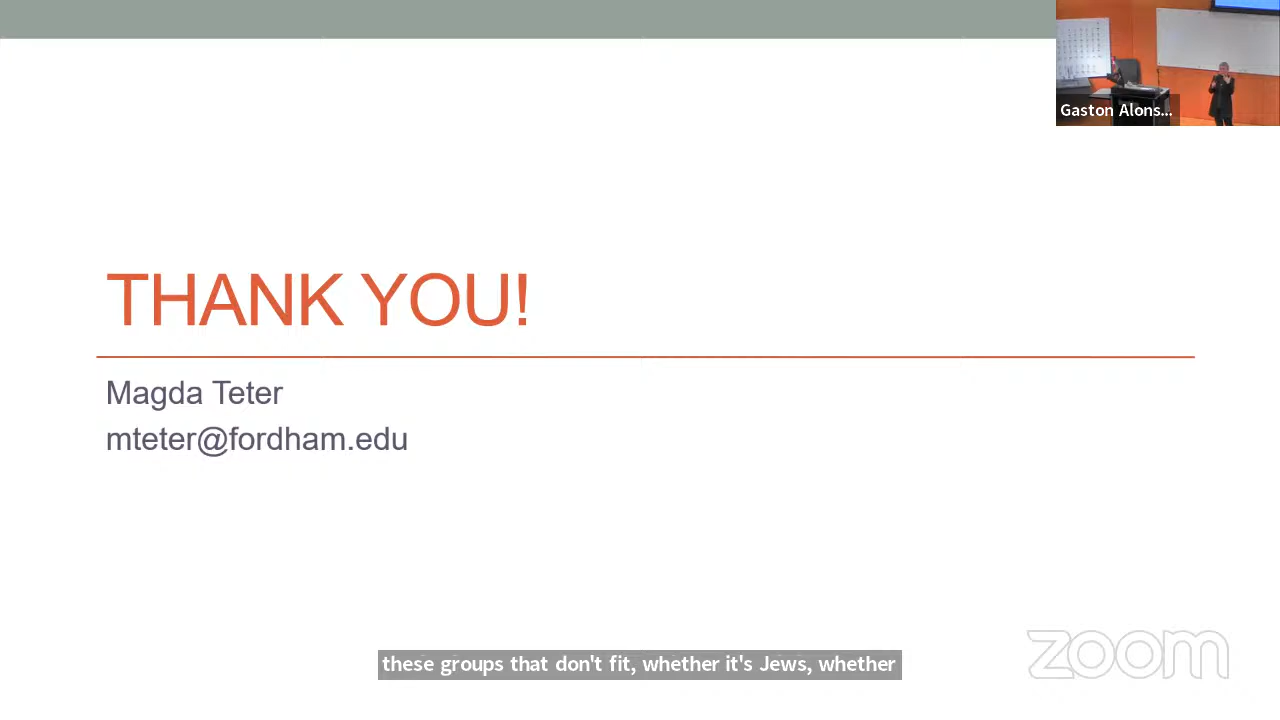 Gaston Alons...
THANK YOU!
Magda Teter
mteter@fordham.edu
these groups that don't fit, whether it's Jews, whether
zoom